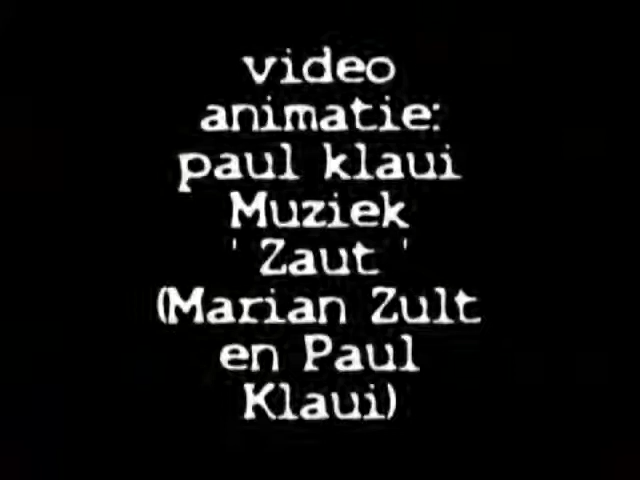 video
animatie:
paul klaui
Muziek
' Zaut '
(Marian Zult
en Paul
Klaui)